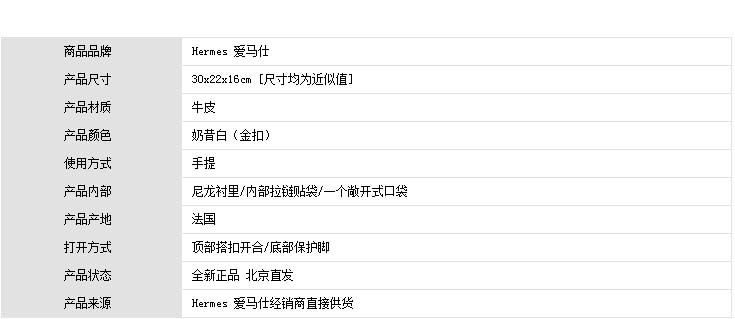 商品品牌 Hermes 爱马仕
产品尺寸 30x22x16cm [尺寸均为近似值]
产品材质 牛皮
产品颜色 奶昔白（金扣）
使用方式 手提
产品内部 尼龙衬里/内部拉链贴袋/一个敞开式口袋
产品产地 法国
打开方式 顶部搭扣开合/底部保护脚
产品状态 全新正品 北京直发
产品来源 Hermes 爱马仕经销商直接供货